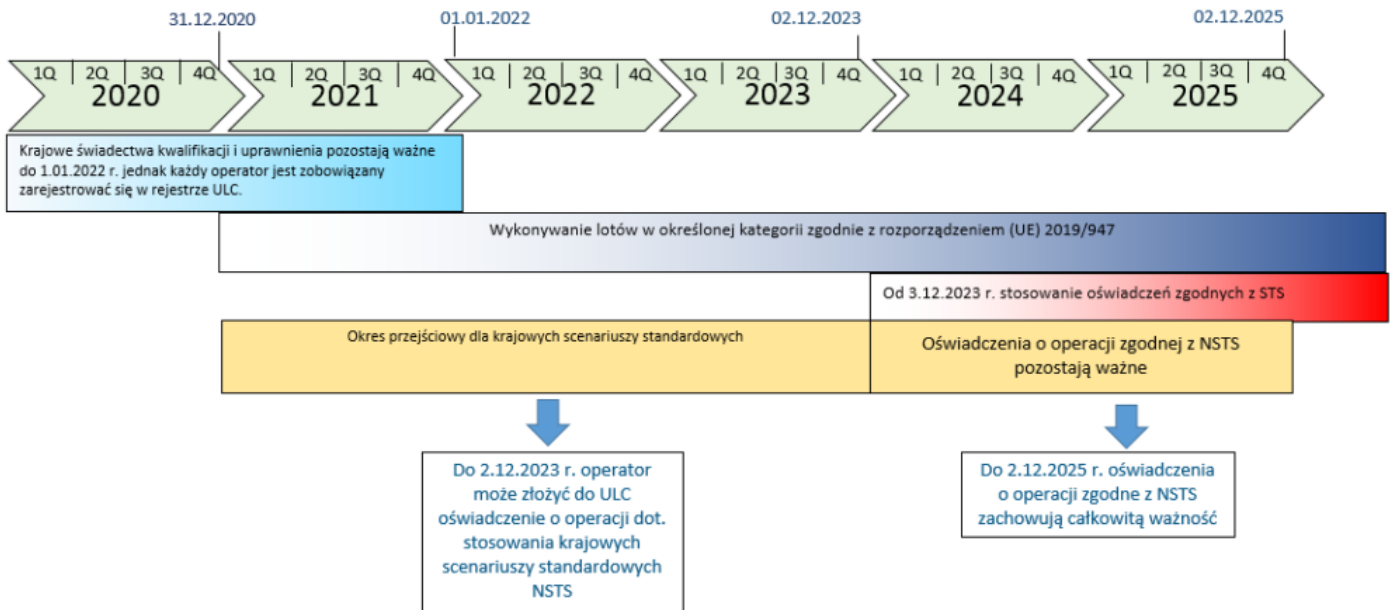 31.12.2020
01.01.2022
02.12.2023
02.12.2025
1Q 2Q 3Q 4Q
2020
1Q 2Q 3Q 4Q
2021
1Q 2Q 3Q 4Q
2022
1Q 2Q 3Q 4Q
2023
1Q 2Q 3Q 4Q
2024
1Q 2Q 3Q 4Q
2025
Krajowe świadectwa kwalifikacji i uprawnienia pozostają ważne
do 1.01.2022 r. jednak każdy operator jest zobowiązany
zarejestrować się w rejestrze ULC.
Wykonywanie lotów w określonej kategorii zgodnie z rozporządzeniem (UE) 2019/947
Od 3.12.2023 r. stosowanie oświadczeń zgodnych z STS
Okres przejściowy dla krajowych scenariuszy standardowych
Oświadczenia o operacji zgodnej z NSTS
pozostają ważne
Do 2.12.2023 r. operator
może złożyć do ULC
oświadczenie o operacji dot.
stosowania krajowych
scenariuszy standardowych
NSTS
Do 2.12.2025 r. oświadczenia
o operacji zgodne z NSTS
zachowują całkowitą ważność